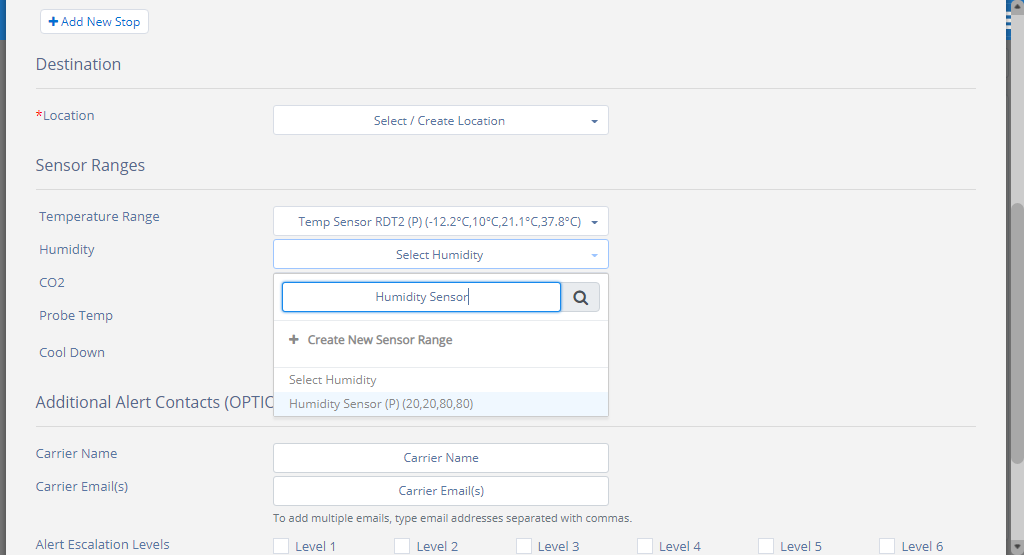 + Add New Stop
Destination
*Location
Select / Create Location
Sensor Ranges
Temperature Range
Temp Sensor RDT2 (P) (-12.2°C,10°C,21.1°C,37.8°C)
Humidity
Select Humidity
CO2
Humidity Sensor
Probe Temp
+ Create New Sensor Range
Cool Down
Select Humidity
Additional Alert Contacts (OPTIO
Humidity Sensor (P) (20,20,80,80)
Carrier Name
Carrier Name
Carrier Email(s)
Carrier Email(s)
To add multiple emails, type email addresses separated with commas.
Alert Escalation Levels
Level 1 Level 2 Level 3 Level 4 Level 5 Level 6